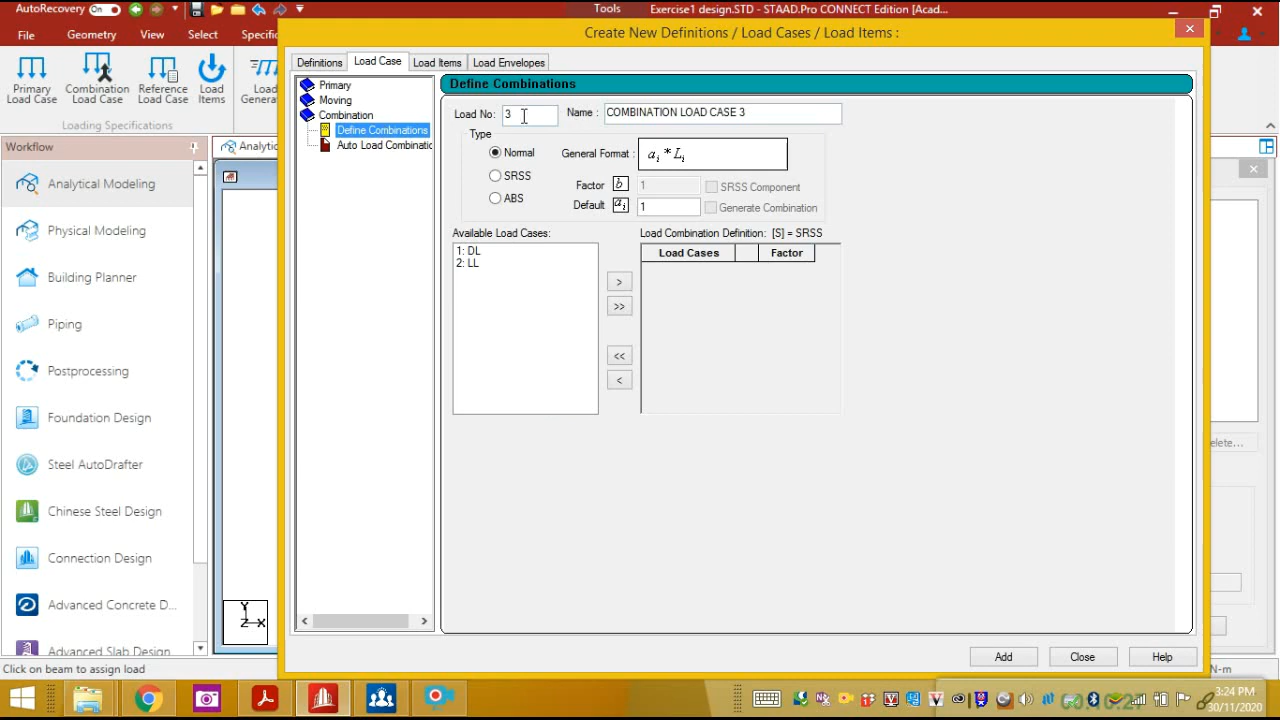 AutoRecovery On
Tools
Exercise1 design.STD - STAAD.Pro CONNECT Edition [Acad...
File Geometry View Select Specifi
Create New Definitions / Load Cases / Load Items :
Primary Load Case
Combination Load Case
Reference Load Case
Load Items
Load Genera
Loading Specifications
Workflow
Analytic
Analytical Modeling
Physical Modeling
Building Planner
Piping
Postprocessing
Foundation Design
Steel AutoDrafter
Chinese Steel Design
Connection Design
Advanced Concrete D...
Advanced Slab Design
Definitions Load Case Load Items Load Envelopes
Primary
Moving
Combination
Define Combinations
Auto Load Combinatic
Define Combinations
Load No: 3 Name : COMBINATION LOAD CASE 3
Type
Normal General Format : ai * Li
SRSS Factor b 1 SRSS Component
ABS Default ai 1 Generate Combination
Available Load Cases: Load Combination Definition: [S] = SRSS
1: DL
2: LL
Load Cases Factor
>
>>
<<
<
elete...
Add Close Help
Y
Z X
Click on beam to assign load
N-m
3:24 PM
30/11/2020